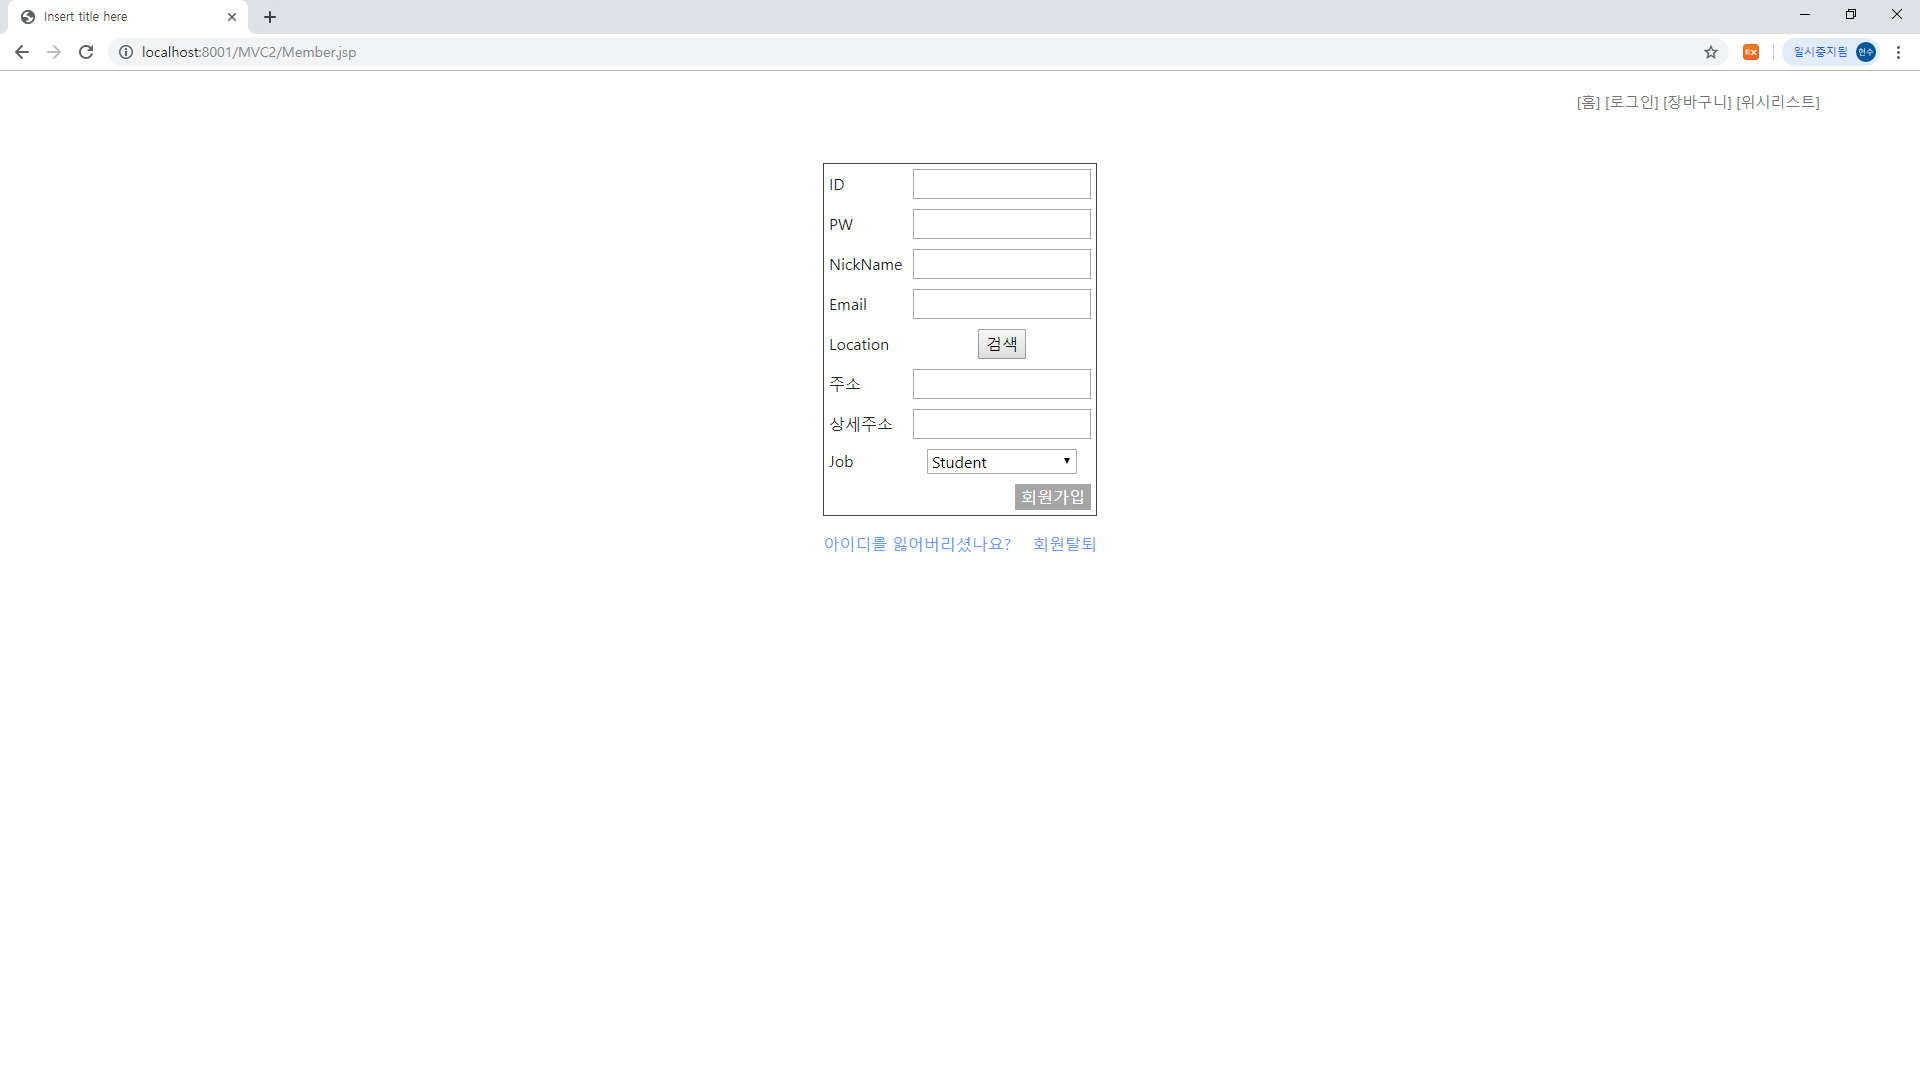 Insert title here
localhost:8001/MVC2/Member.jsp
일시중지됨 현수
[홈] [로그인] [장바구니] [위시리스트]
ID
PW
NickName
Email
Location 검색
주소
상세주소
Job Student
회원가입
아이디를 잃어버리셨나요? 회원탈퇴